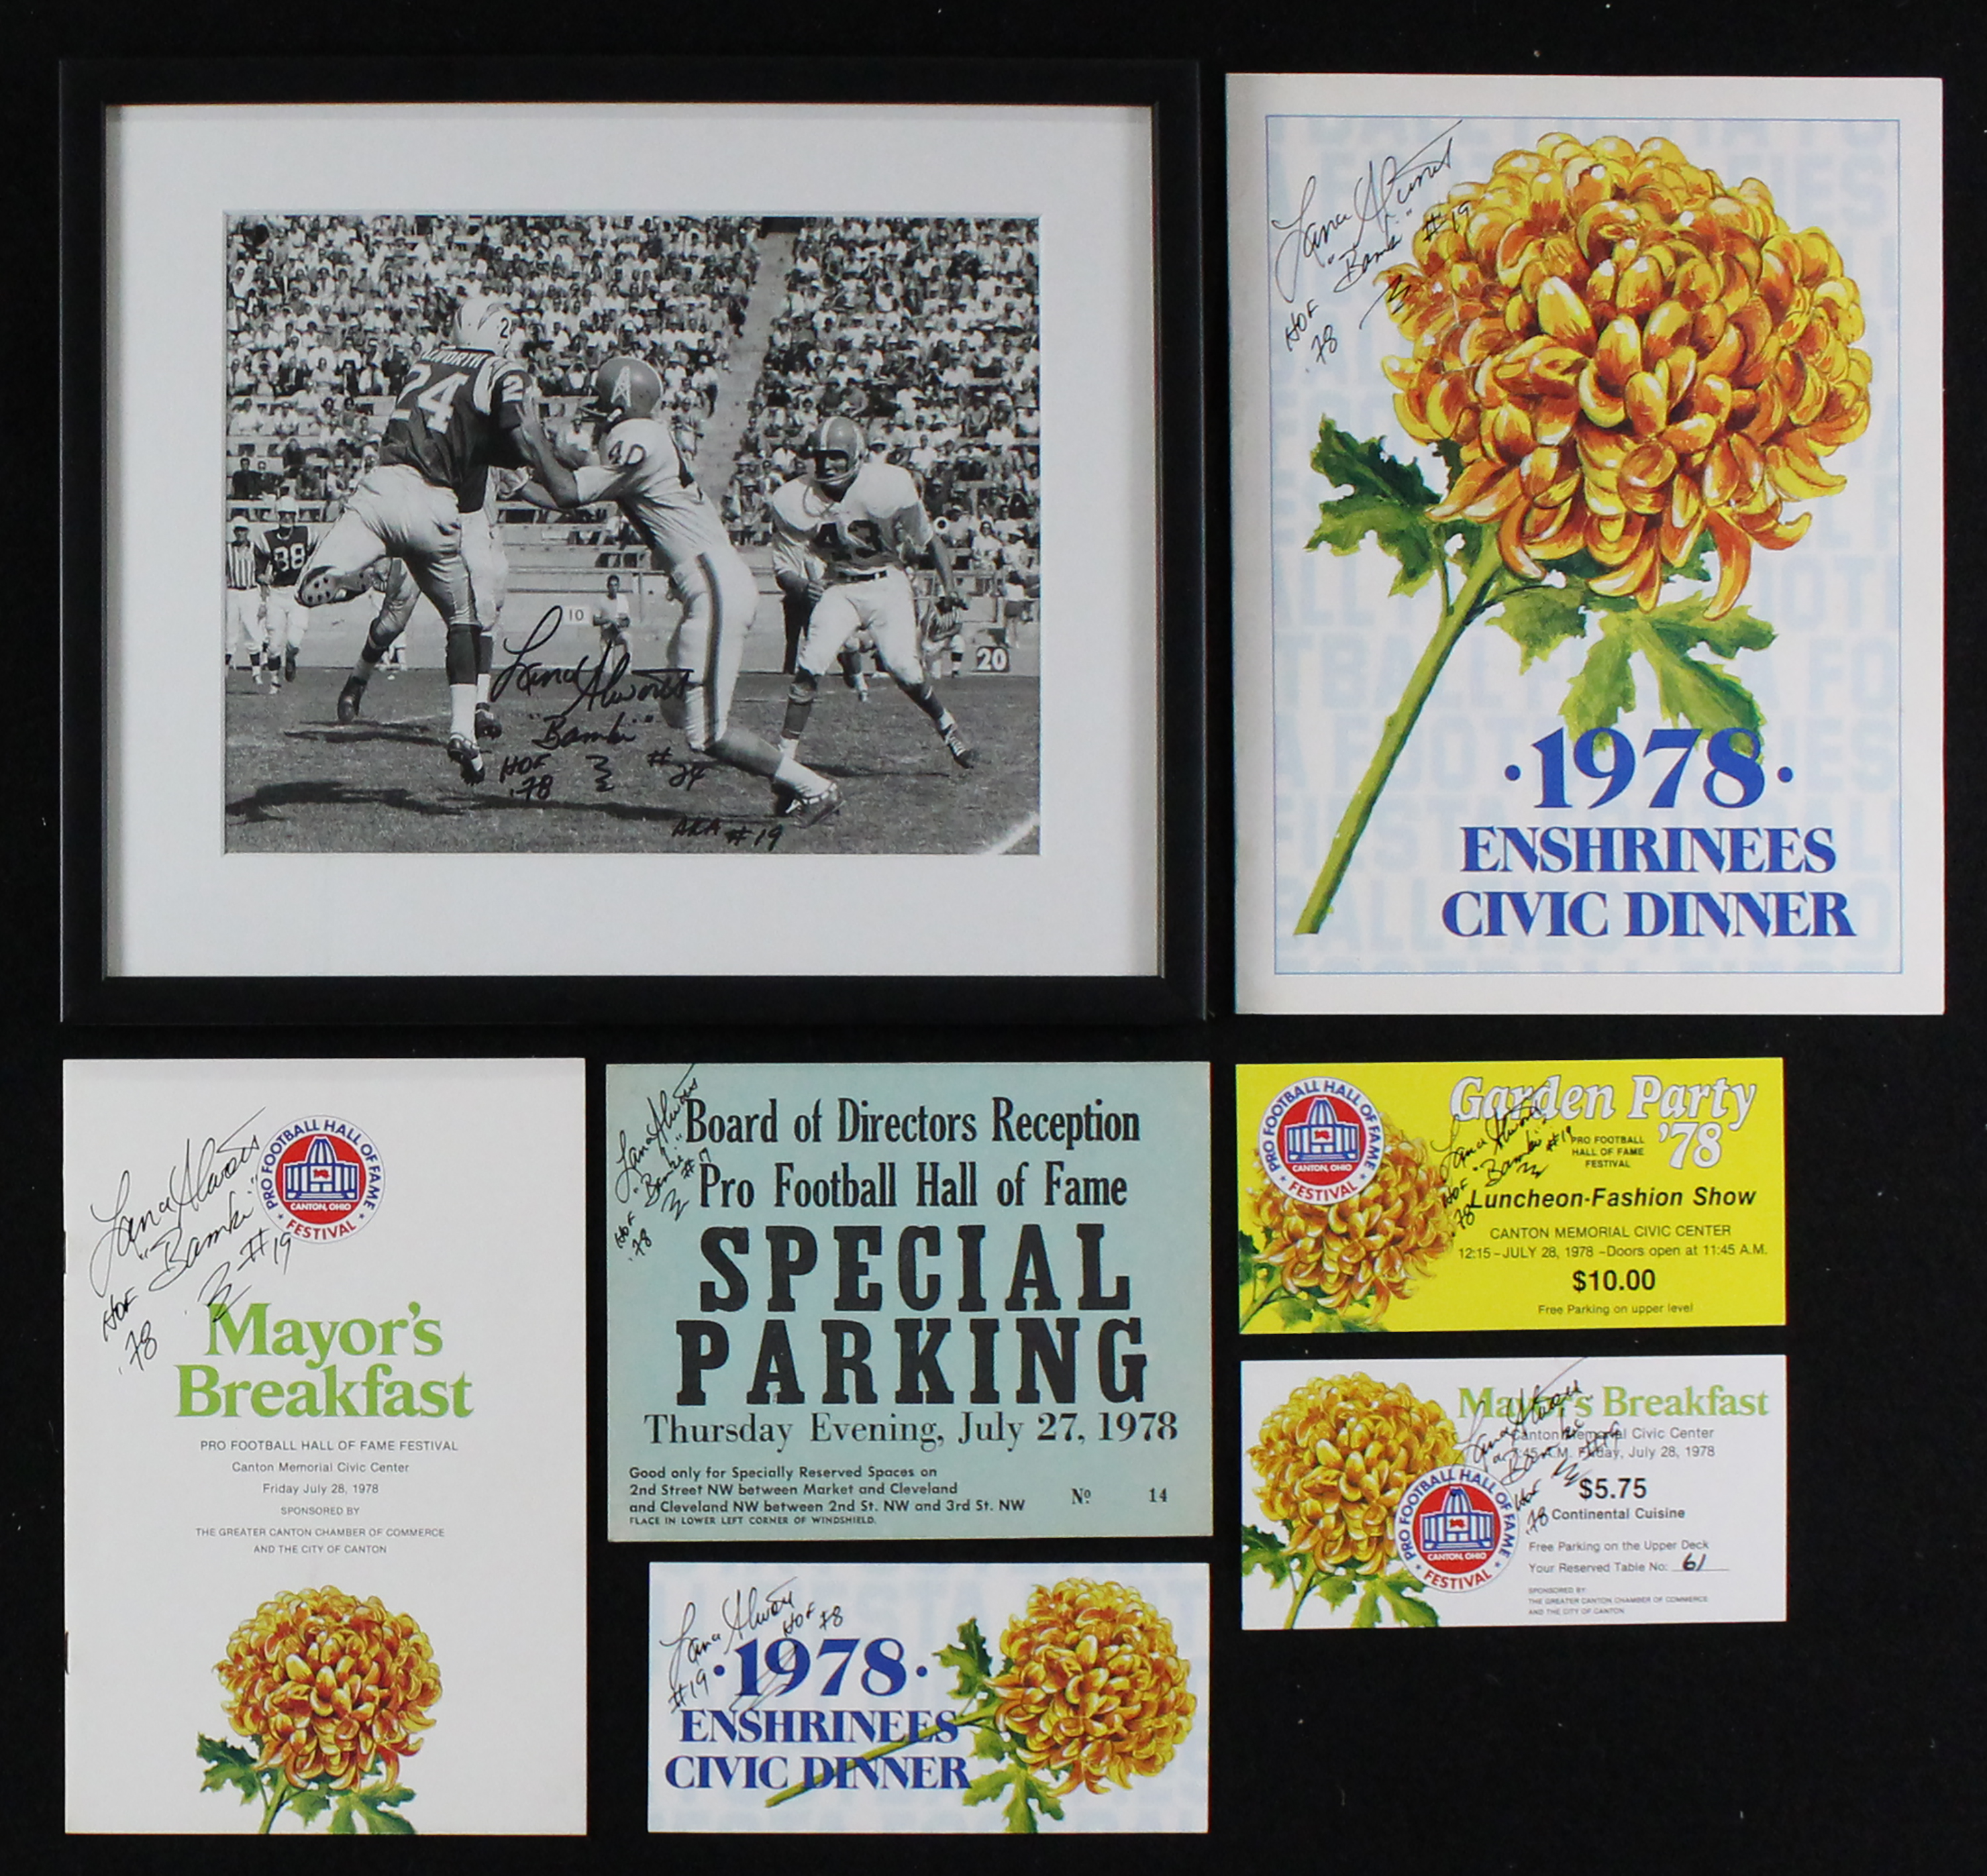 ALWORTH
24
2
24
40
43
88
10
20
Lance Alworth
"Bambi"
HOF
'78
#
24
AKA #19
Lance Alworth
"Bambi" #19
HOF
'78
·1978·
ENSHRINEES
CIVIC DINNER
Lance Alworth
"Bambi"
#19
HOF
'78
PRO FOOTBALL HALL OF FAME
CANTON, OHIO
FESTIVAL
Mayor's
Breakfast
PRO FOOTBALL HALL OF FAME FESTIVAL
Canton Memorial Civic Center
Friday July 28, 1978
SPONSORED BY
THE GREATER CANTON CHAMBER OF COMMERCE
AND THE CITY OF CANTON
Lance Alworth
"Bambi"
#19
HOF
'78
Board of Directors Reception
Pro Football Hall of Fame
SPECIAL
PARKING
Thursday Evening, July 27, 1978
Good only for Specially Reserved Spaces on
2nd Street NW between Market and Cleveland
and Cleveland NW between 2nd St. NW and 3rd St. NW
PLACE IN LOWER LEFT CORNER OF WINDSHIELD.
No 14
Lance Alworth
HOF '78
#19
·1978·
ENSHRINEES
CIVIC DINNER
PRO FOOTBALL HALL OF FAME
CANTON, OHIO
FESTIVAL
Garden Party
'78
PRO FOOTBALL
HALL OF FAME
FESTIVAL
Lance Alworth
"Bambi" #19
HOF
'78
Luncheon-Fashion Show
CANTON MEMORIAL CIVIC CENTER
12:15-JULY 28, 1978 -Doors open at 11:45 A.M.
$10.00
Free Parking on upper level
Mayor's Breakfast
Canton Memorial Civic Center
7:45 A.M. Friday, July 28, 1978
Lance Alworth
"Bambi" #19
HOF
'78
$5.75
Continental Cuisine
PRO FOOTBALL HALL OF FAME
CANTON, OHIO
FESTIVAL
Free Parking on the Upper Deck
Your Reserved Table No: 61
SPONSORED BY
THE GREATER CANTON CHAMBER OF COMMERCE
AND THE CITY OF CANTON